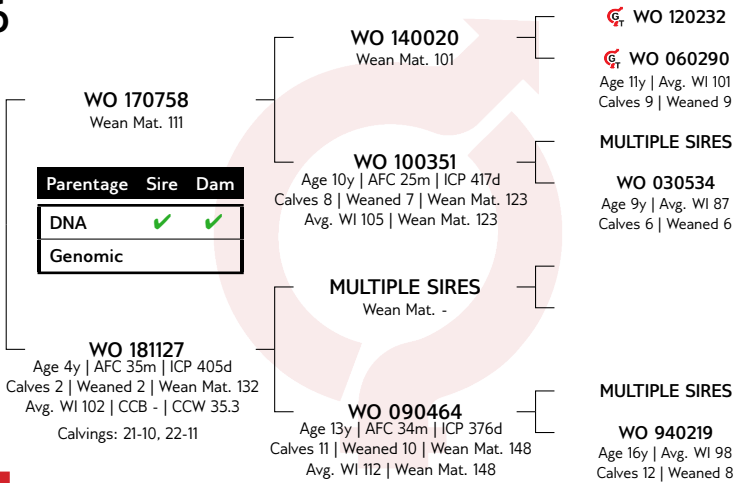 WO 170758
Wean Mat. 111
Parentage Sire Dam
DNA ✔ ✔
Genomic
WO 181127
Age 4y | AFC 35m | ICP 405d
Calves 2 | Weaned 2 | Wean Mat. 132
Avg. WI 102 | CCB - | CCW 35.3
Calvings: 21-10, 22-11
WO 140020
Wean Mat. 101
WO 100351
Age 10y | AFC 25m | ICP 417d
Calves 8 | Weaned 7 | Wean Mat. 123
Avg. WI 105 | Wean Mat. 123
MULTIPLE SIRES
Wean Mat. -
WO 090464
Age 13y | AFC 34m | ICP 376d
Calves 11 | Weaned 10 | Wean Mat. 148
Avg. WI 112 | Wean Mat. 148
GT WO 120232
GT WO 060290
Age 11y | Avg. WI 101
Calves 9 | Weaned 9
MULTIPLE SIRES
WO 030534
Age 9y | Avg. WI 87
Calves 6 | Weaned 6
MULTIPLE SIRES
WO 940219
Age 16y | Avg. WI 98
Calves 12 | Weaned 8